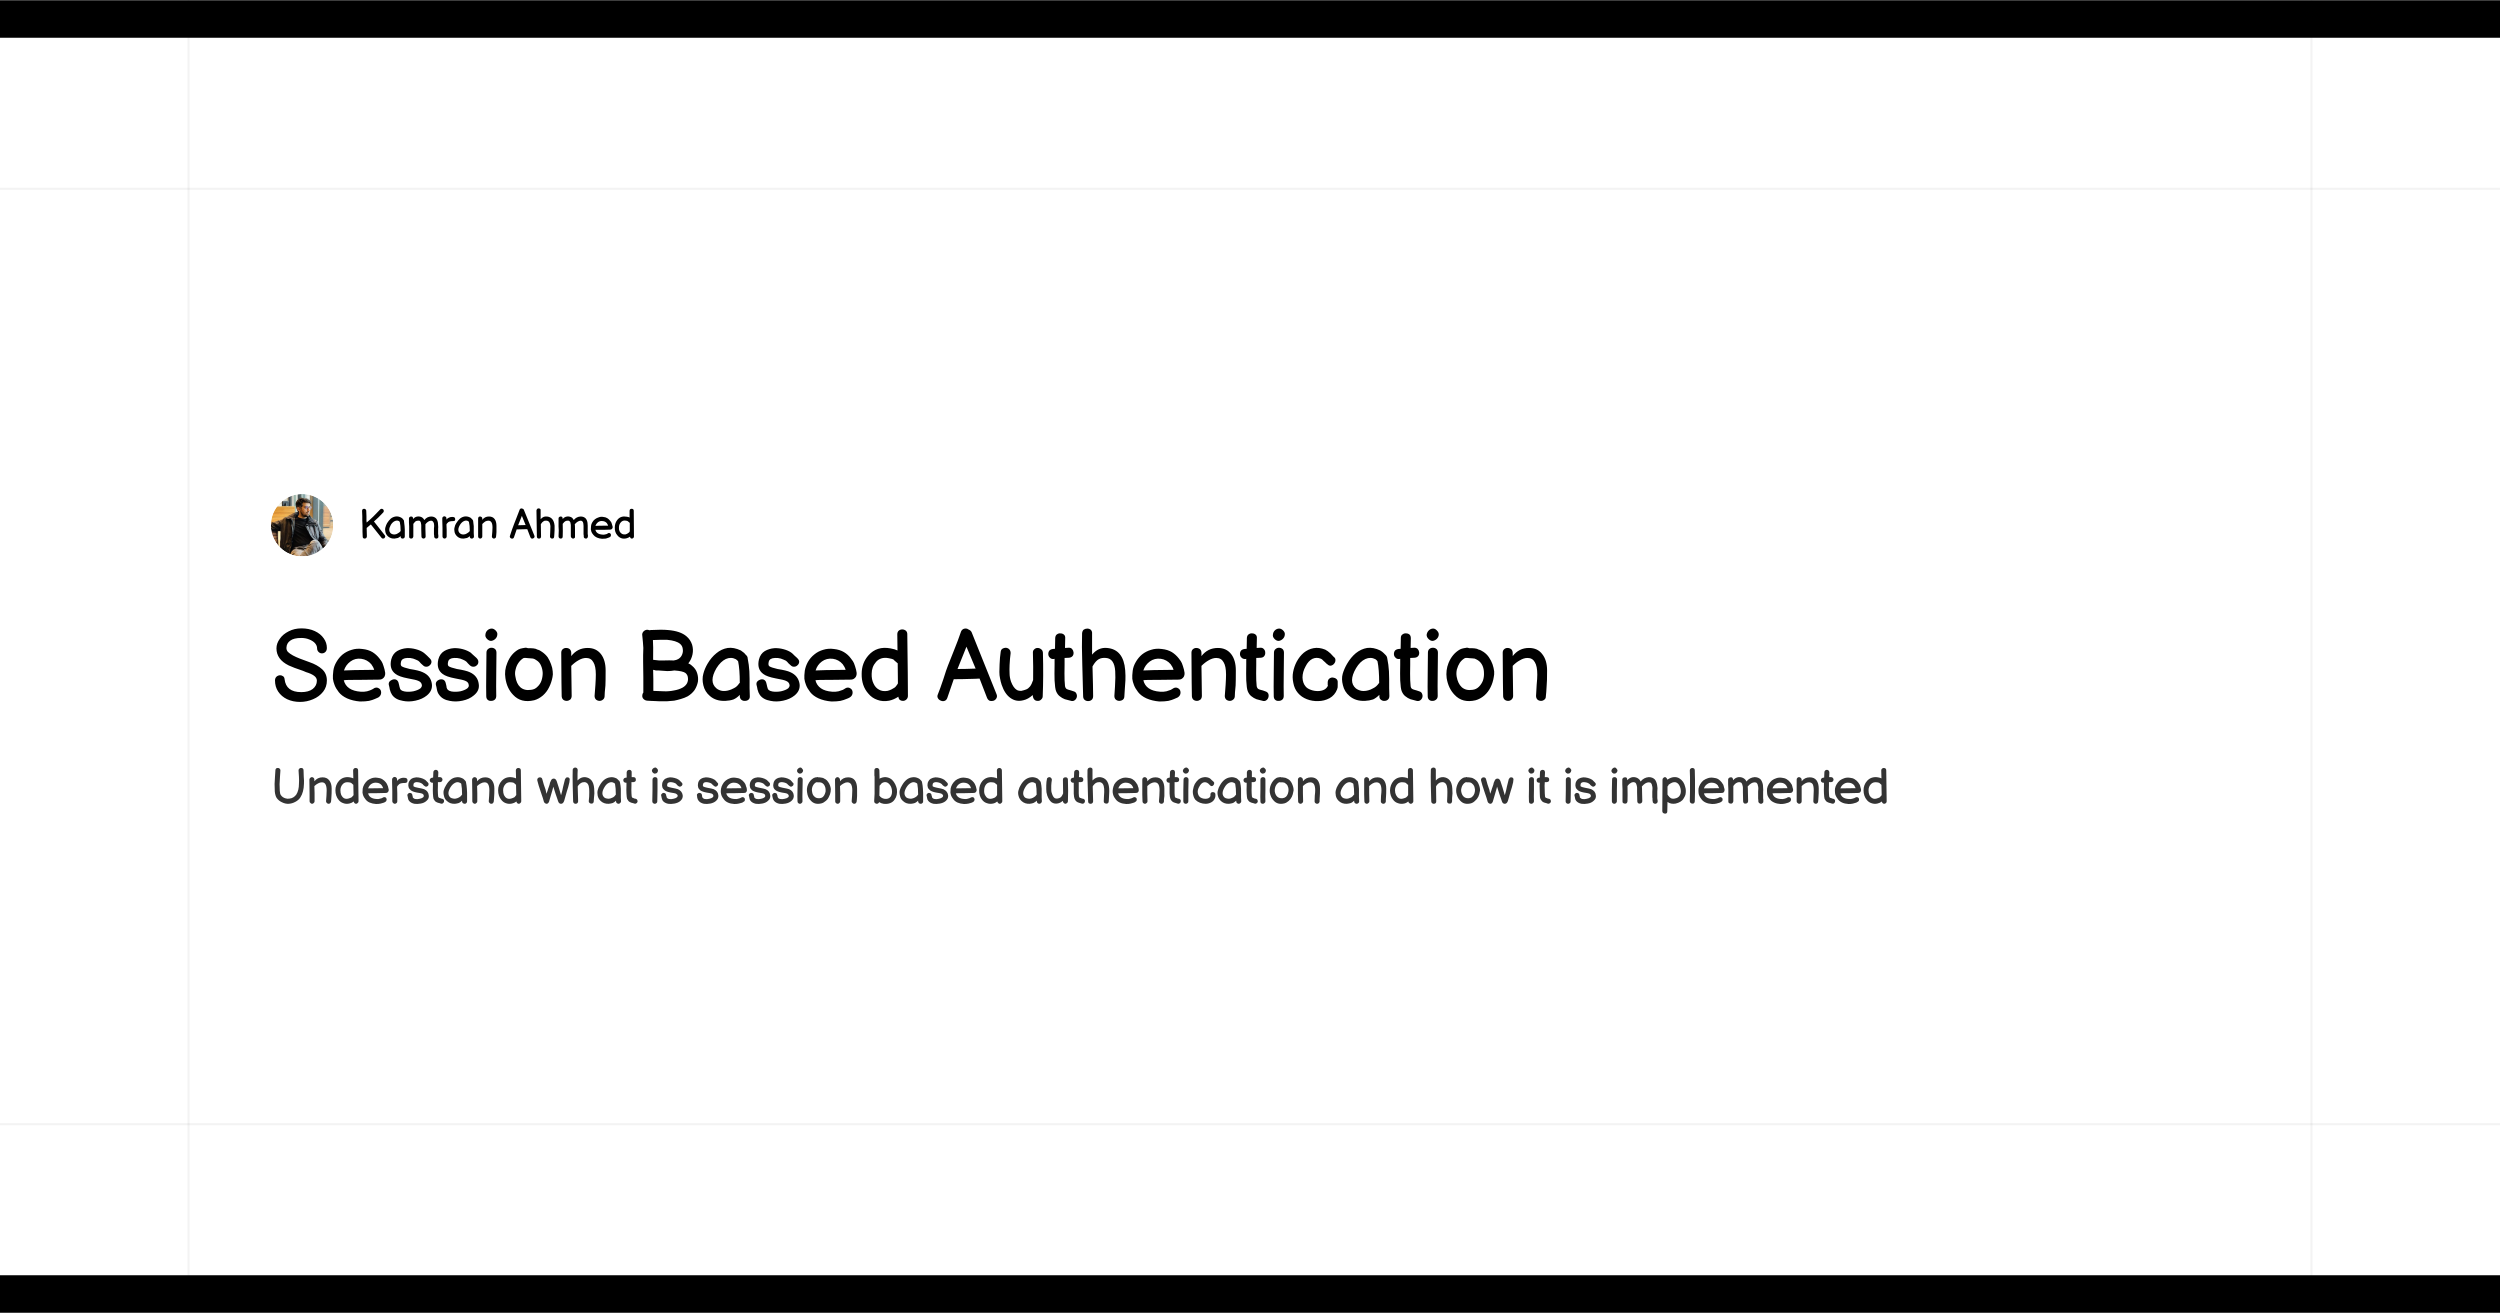 Kamran Ahmed
Session Based Authentication
Understand what is session based authentication and how it is implemented